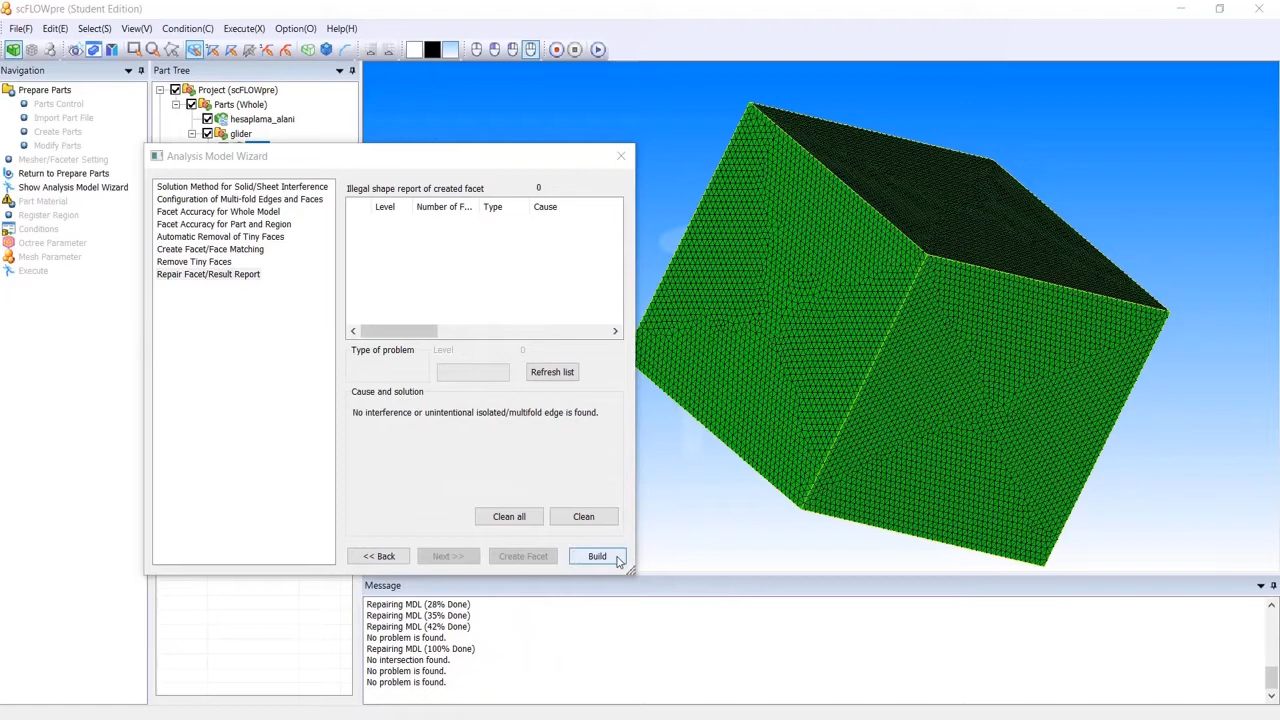 scFLOWpre (Student Edition)
File(F) Edit(E) Select(S) View(V) Condition(C) Execute(X) Option(O) Help(H)
Navigation
Prepare Parts
Parts Control
Import Part File
Create Parts
Modify Parts
Mesher/Faceter Setting
Return to Prepare Parts
Show Analysis Model Wizard
Part Material
Register Region
Conditions
Octree Parameter
Mesh Parameter
Execute
Part Tree
Project (scFLOWpre)
Parts (Whole)
hesaplama_alani
glider
Analysis Model Wizard
Solution Method for Solid/Sheet Interference
Configuration of Multi-fold Edges and Faces
Facet Accuracy for Whole Model
Facet Accuracy for Part and Region
Automatic Removal of Tiny Faces
Create Facet/Face Matching
Remove Tiny Faces
Repair Facet/Result Report
Illegal shape report of created facet 0
Level Number of F... Type Cause
Type of problem Level 0
Refresh list
Cause and solution
No interference or unintentional isolated/multifold edge is found.
Clean all Clean
<< Back Next >> Create Facet Build
Message
Repairing MDL (28% Done)
Repairing MDL (35% Done)
Repairing MDL (42% Done)
No problem is found.
Repairing MDL (100% Done)
No intersection found.
No problem is found.
No problem is found.